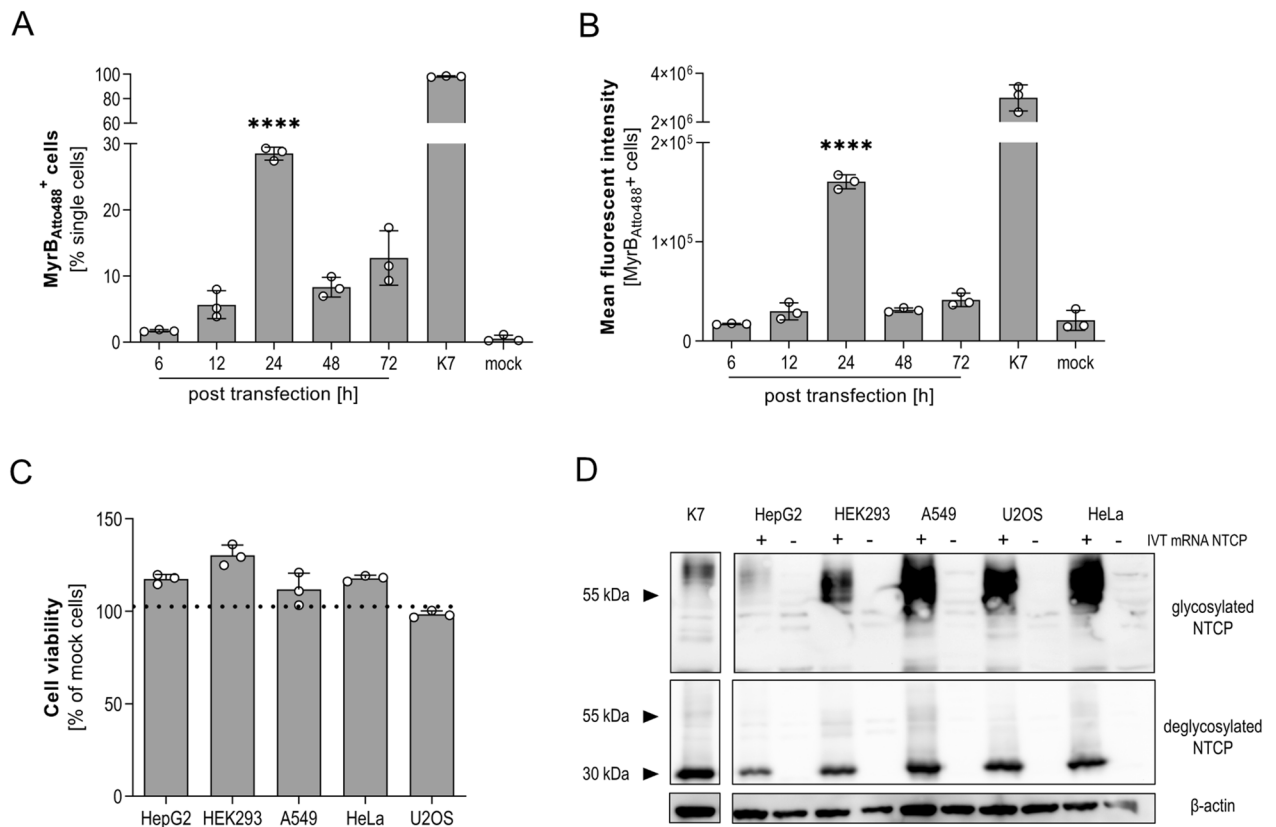 A
MyrB_Atto488^+ cells
[% single cells]
100
80
60
30
20
10
0
****
6 12 24 48 72 K7 mock
post transfection [h]
B
Mean fluorescent intensity
[MyrB_Atto488+ cells]
4×10^6
2×10^6
2×10^5
1×10^5
0
****
6 12 24 48 72 K7 mock
post transfection [h]
C
Cell viability
[% of mock cells]
150
100
50
0
HepG2 HEK293 A549 HeLa U2OS
D
K7 HepG2 HEK293 A549 U2OS HeLa
+ - + - + - + - + - IVT mRNA NTCP
55 kDa
glycosylated
NTCP
55 kDa
deglycosylated
NTCP
30 kDa
β-actin